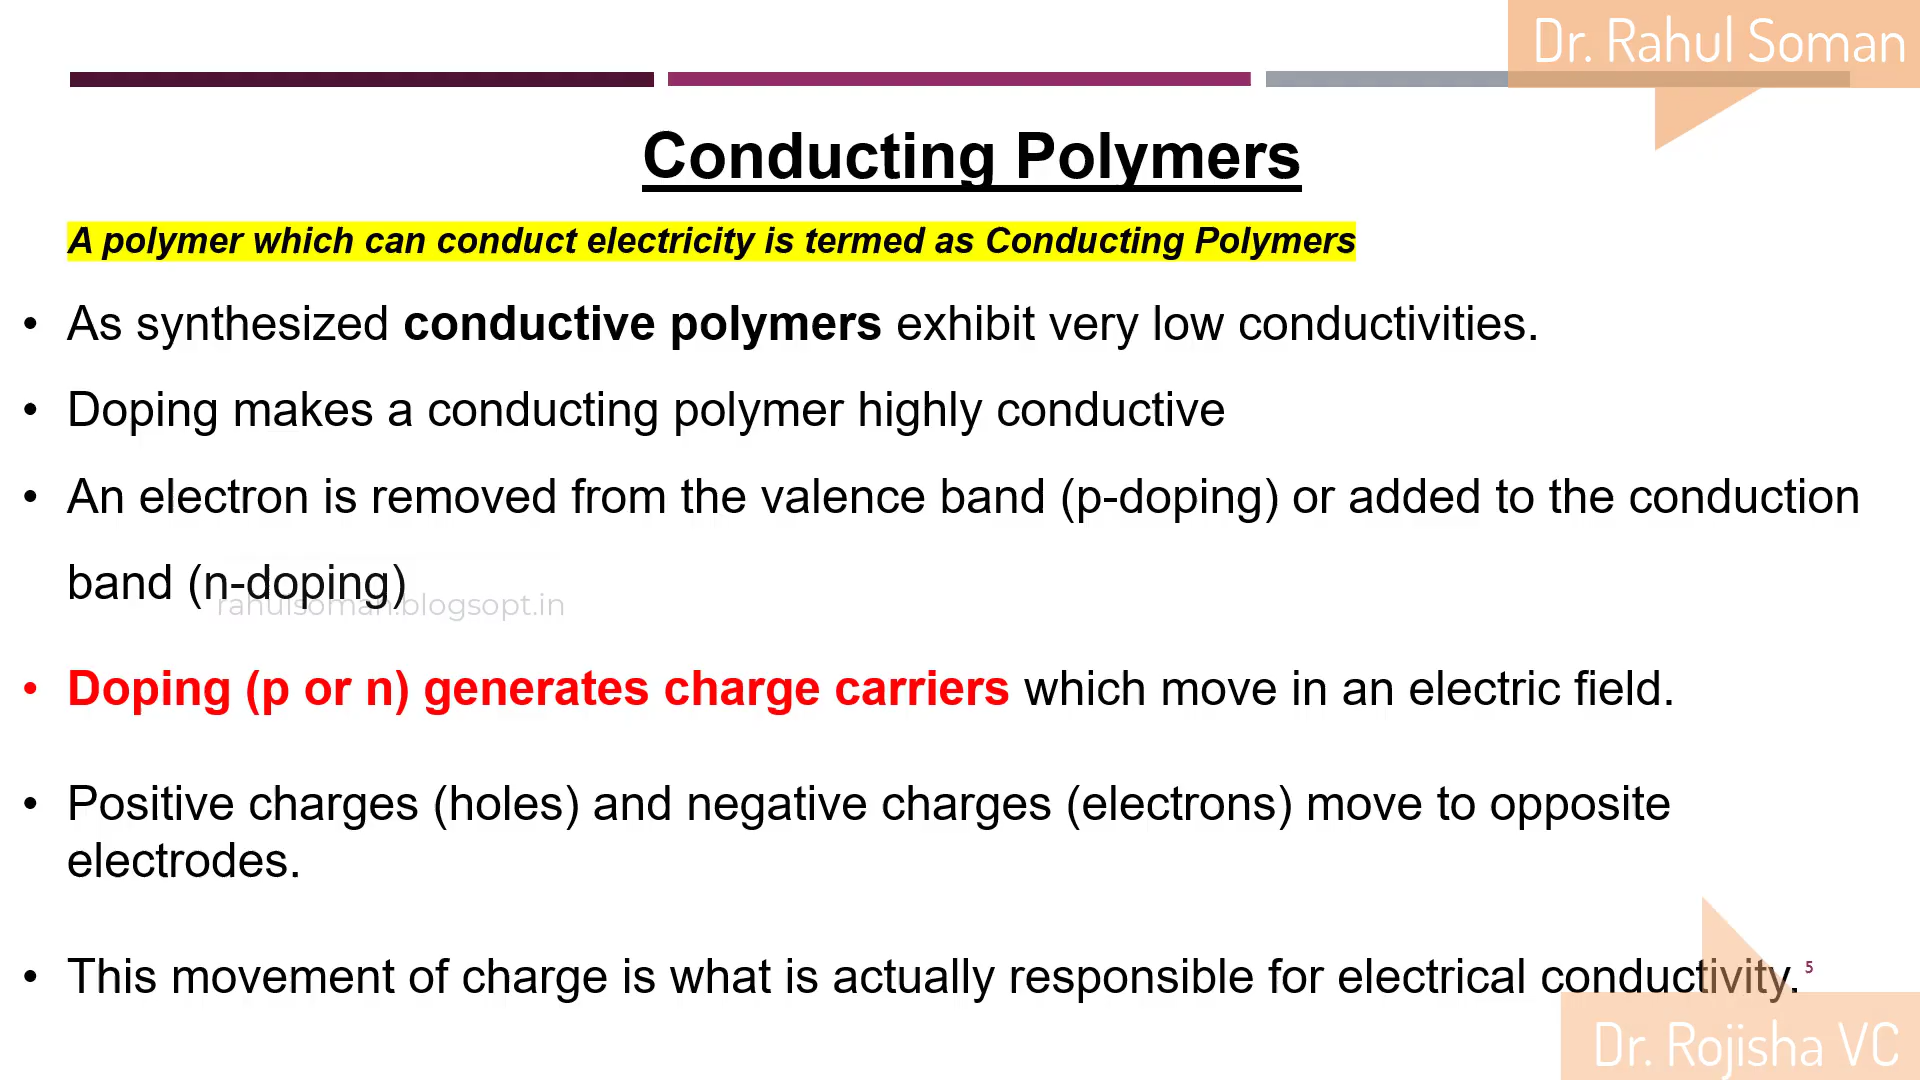 Dr. Rahul Soman
Conducting Polymers
A polymer which can conduct electricity is termed as Conducting Polymers
• As synthesized conductive polymers exhibit very low conductivities.
• Doping makes a conducting polymer highly conductive
• An electron is removed from the valence band (p-doping) or added to the conduction
band (n-doping)
rahulsoman.blogsopt.in
• Doping (p or n) generates charge carriers which move in an electric field.
• Positive charges (holes) and negative charges (electrons) move to opposite
electrodes.
• This movement of charge is what is actually responsible for electrical conductivity.
5
Dr. Rojisha VC